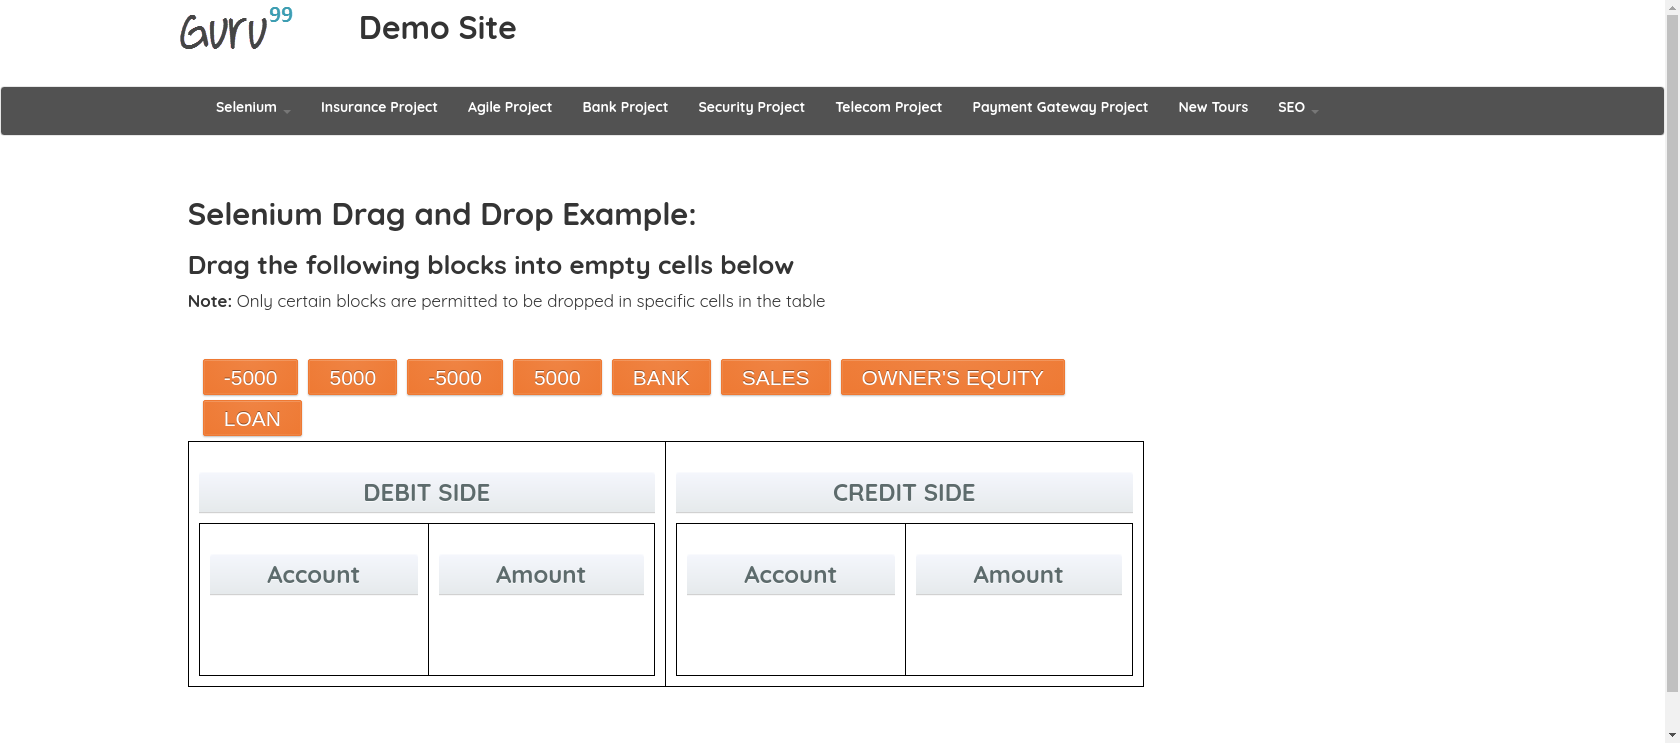 Guru99 Demo Site
Selenium Insurance Project Agile Project Bank Project Security Project Telecom Project Payment Gateway Project New Tours SEO
Selenium Drag and Drop Example:
Drag the following blocks into empty cells below
Note: Only certain blocks are permitted to be dropped in specific cells in the table
-5000 5000 -5000 5000 BANK SALES OWNER'S EQUITY
LOAN
DEBIT SIDE CREDIT SIDE
Account Amount Account Amount